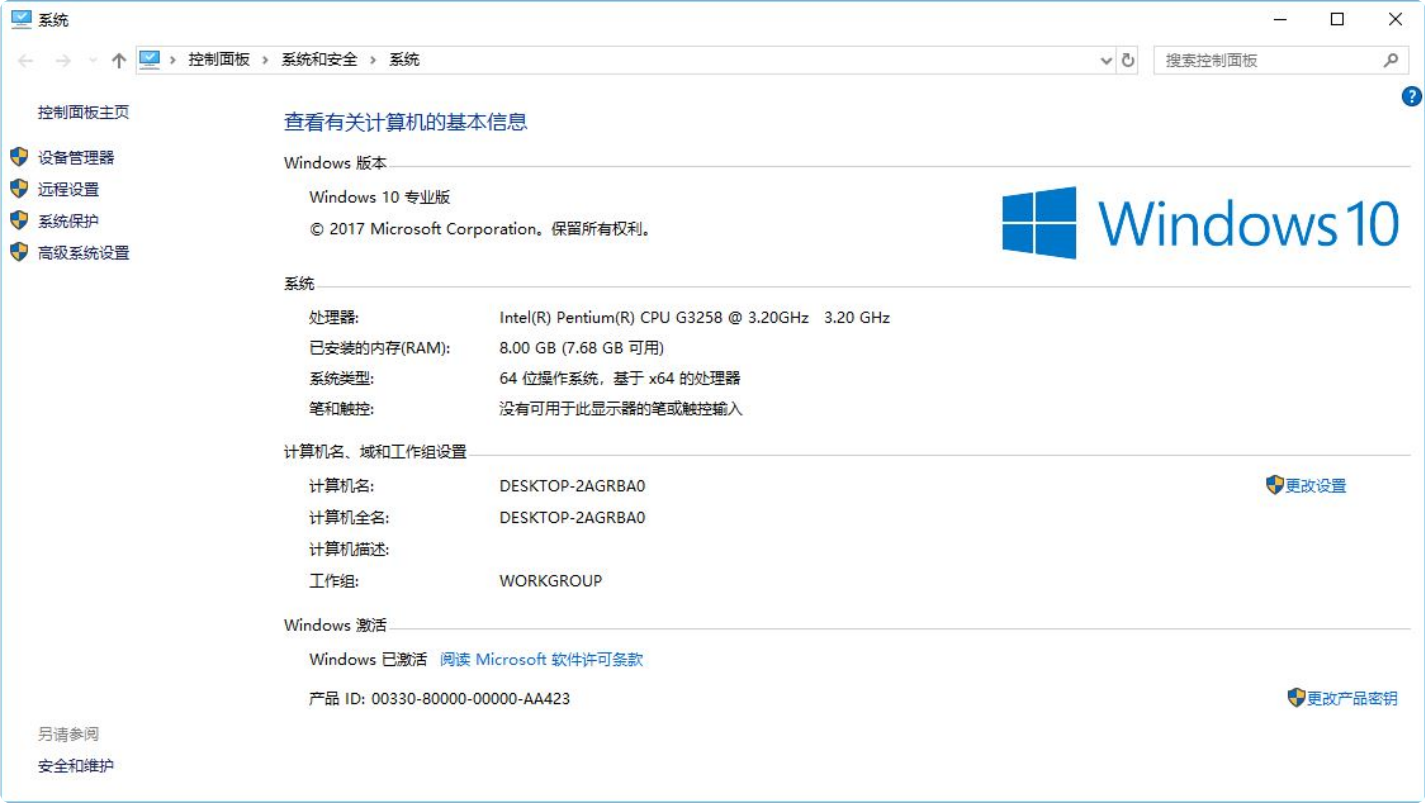 系统
控制面板 › 系统和安全 › 系统
搜索控制面板
?
控制面板主页
设备管理器
远程设置
系统保护
高级系统设置
查看有关计算机的基本信息
Windows 版本
Windows 10 专业版
© 2017 Microsoft Corporation。保留所有权利。
Windows 10
系统
处理器: Intel(R) Pentium(R) CPU G3258 @ 3.20GHz 3.20 GHz
已安装的内存(RAM): 8.00 GB (7.68 GB 可用)
系统类型: 64 位操作系统, 基于 x64 的处理器
笔和触控: 没有可用于此显示器的笔或触控输入
计算机名、域和工作组设置
计算机名: DESKTOP-2AGRBA0 更改设置
计算机全名: DESKTOP-2AGRBA0
计算机描述:
工作组: WORKGROUP
Windows 激活
Windows 已激活 阅读 Microsoft 软件许可条款
产品 ID: 00330-80000-00000-AA423 更改产品密钥
另请参阅
安全和维护